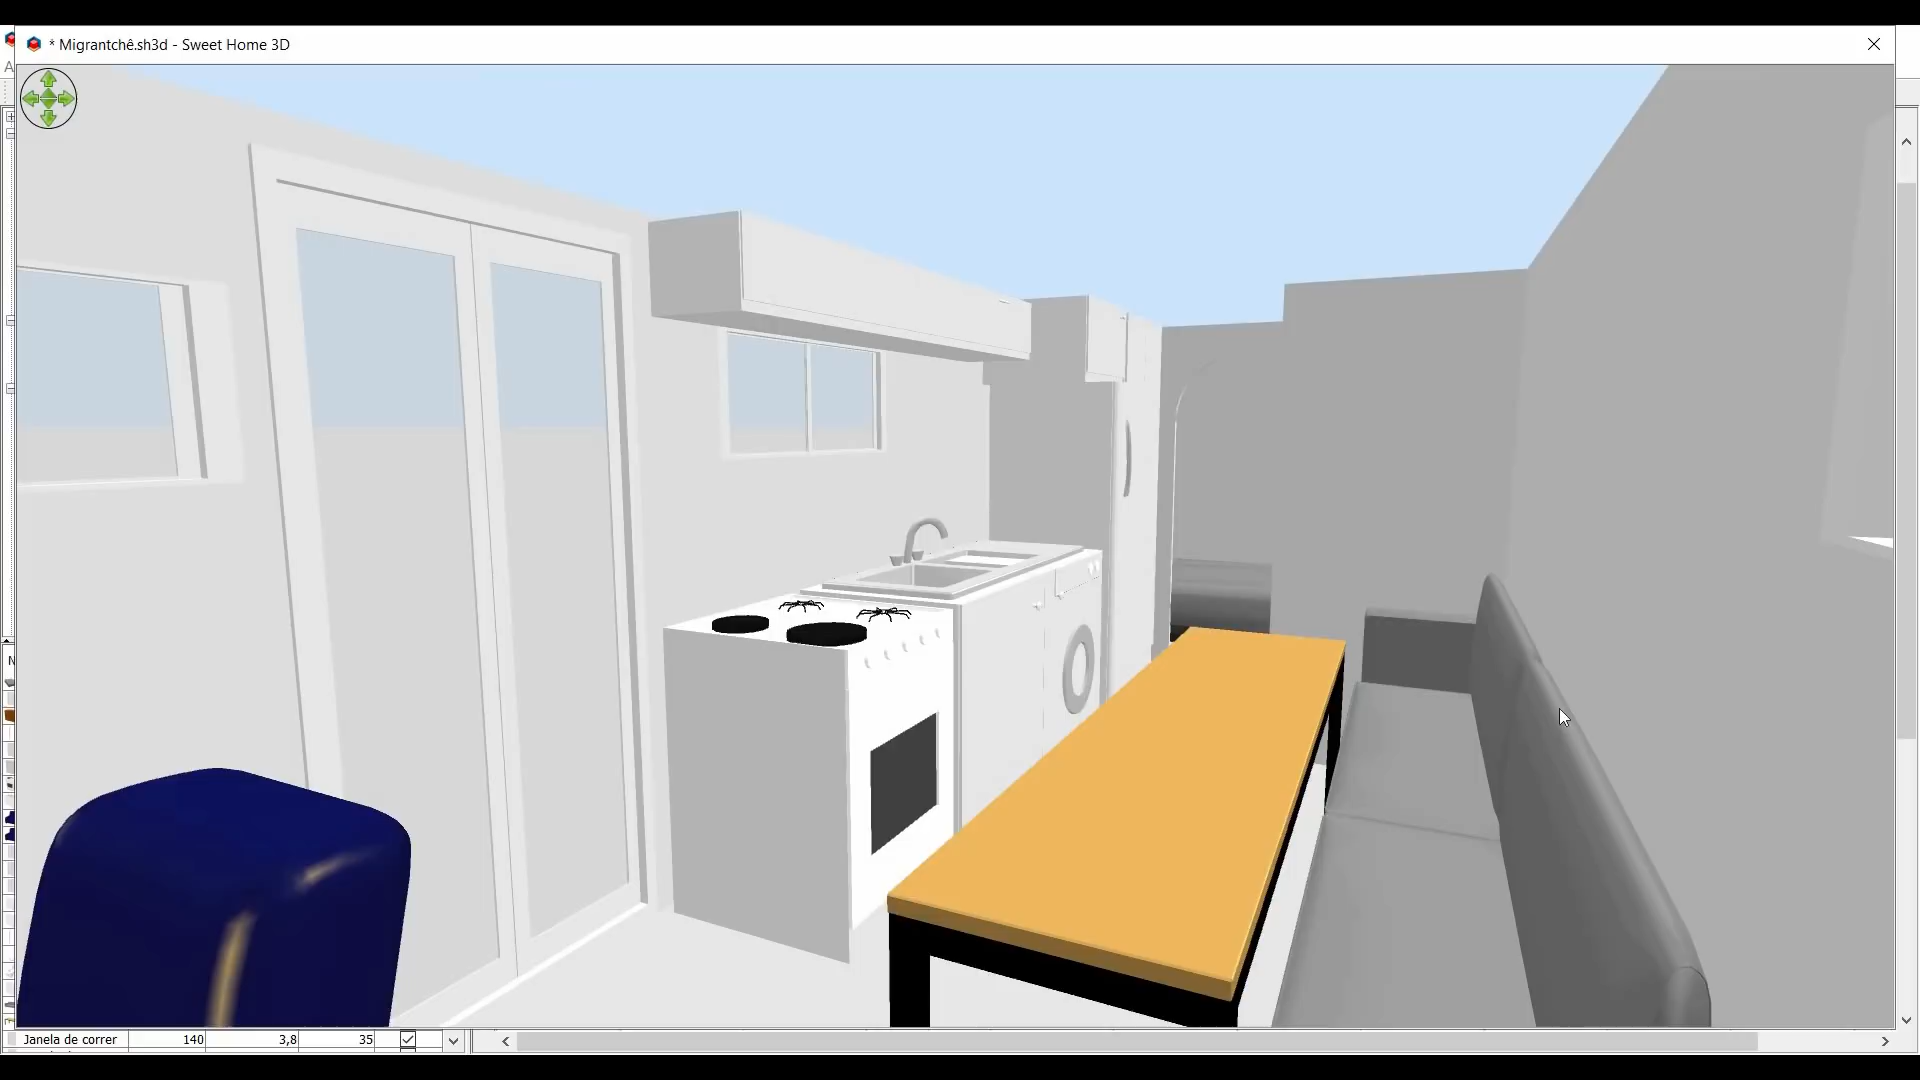 * Migrantchê.sh3d - Sweet Home 3D
A
N
Janela de correr 140 3,8 35